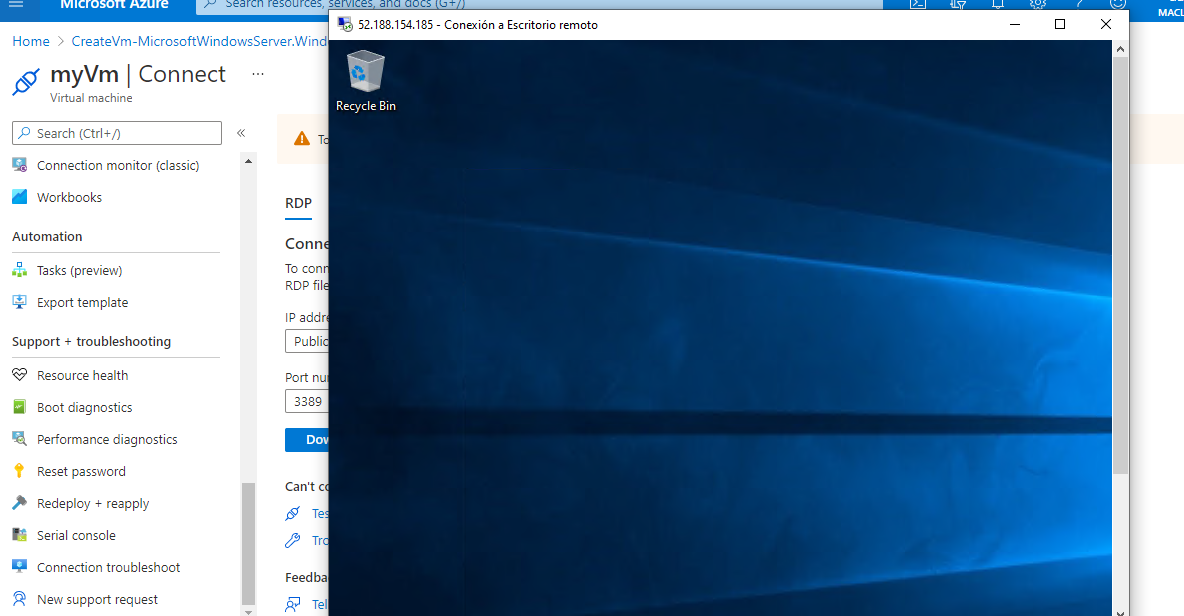 Microsoft Azure
Search resources, services, and docs (G+/)
MACU
52.188.154.185 - Conexión a Escritorio remoto
Home > CreateVm-MicrosoftWindowsServer.Wind
myVm | Connect ...
Virtual machine
Search (Ctrl+/)
«
Connection monitor (classic)
Workbooks
Automation
Tasks (preview)
Export template
Support + troubleshooting
Resource health
Boot diagnostics
Performance diagnostics
Reset password
Redeploy + reapply
Serial console
Connection troubleshoot
New support request
To
RDP
Conne
To conn
RDP file
IP addre
Public
Port nu
3389
Dow
Can't co
Tes
Tro
Feedba
Tel
Recycle Bin